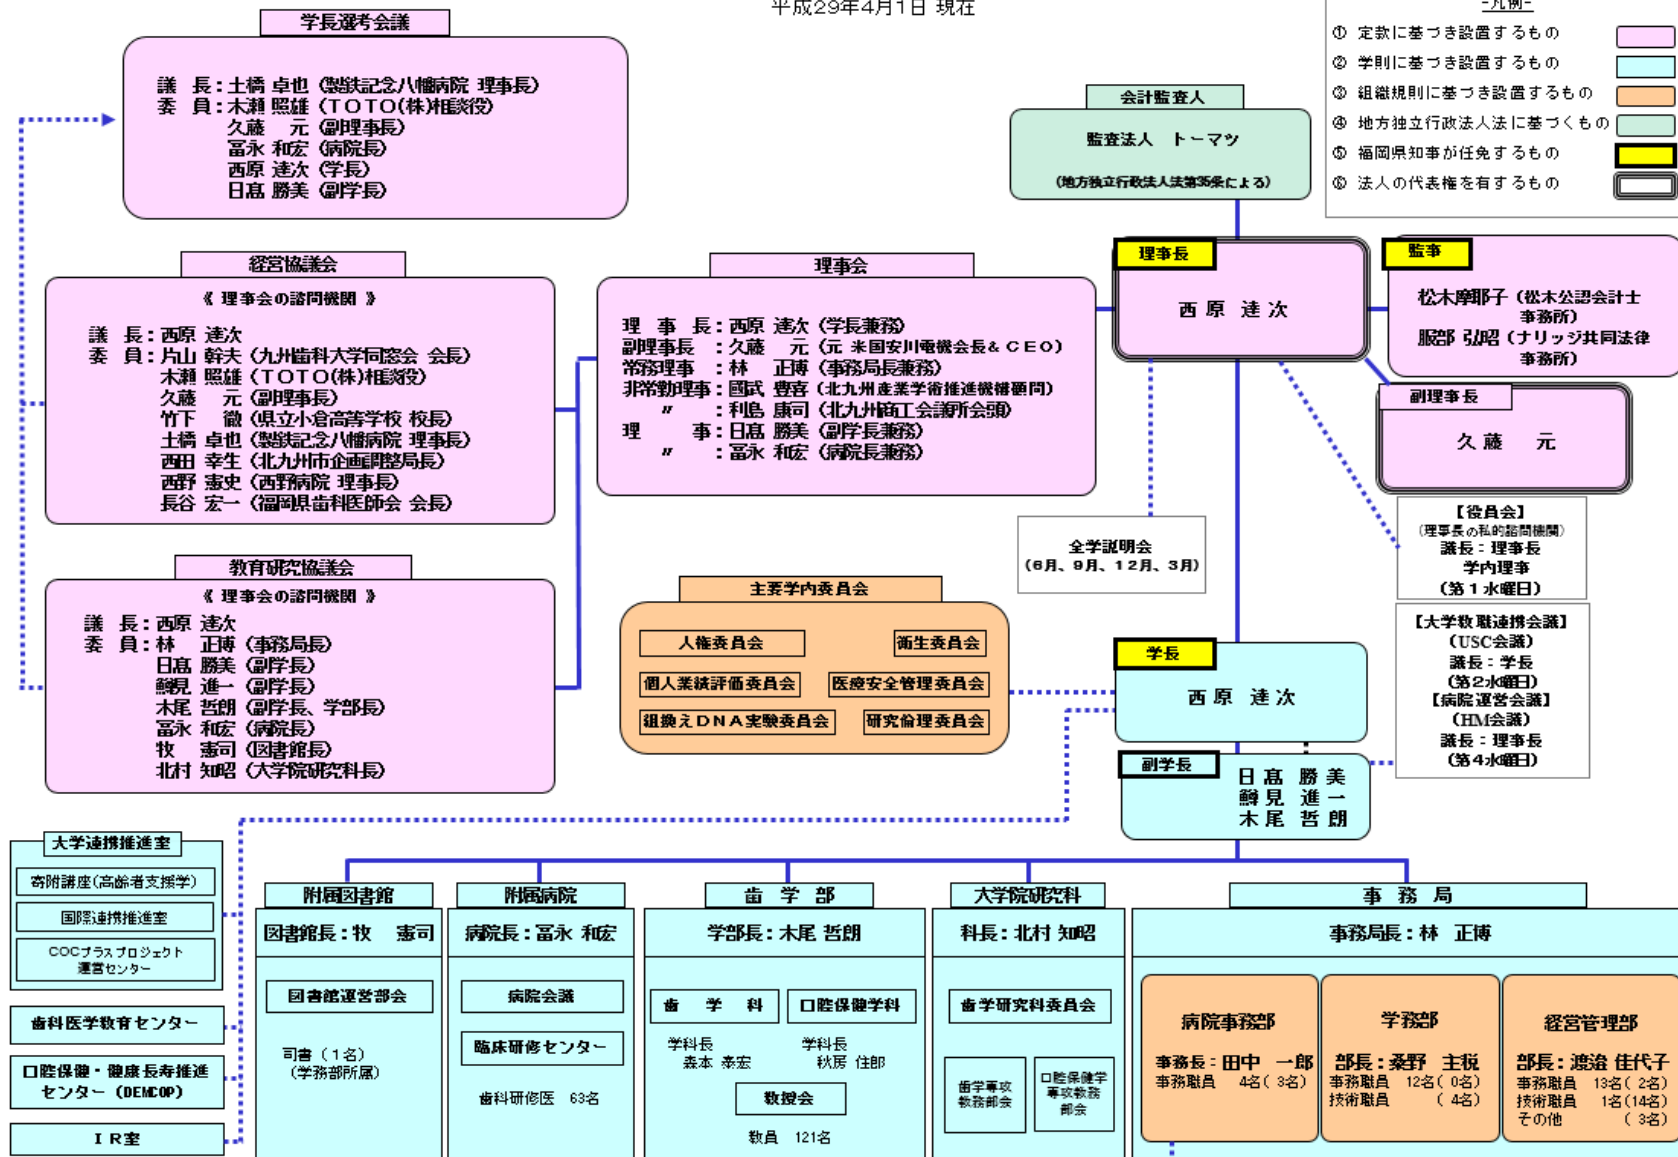 平成29年4月1日 現在
-凡例-
① 定款に基づき設置するもの
② 学則に基づき設置するもの
③ 組織規則に基づき設置するもの
④ 地方独立行政法人法に基づくもの
⑤ 福岡県知事が任免するもの
⑥ 法人の代表権を有するもの
学長選考会議
議 長：土橋 卓也（製鉄記念八幡病院 理事長）
委 員：木瀬 照雄（TOTO(株)相談役）
久藤 元（副理事長）
冨永 和宏（病院長）
西原 達次（学長）
日髙 勝美（副学長）
会計監査人
監査法人 トーマツ
（地方独立行政法人法第35条による）
経営協議会
《 理事会の諮問機関 》
議 長：西原 達次
委 員：片山 幹夫（九州歯科大学同窓会 会長）
木瀬 照雄（TOTO(株)相談役）
久藤 元（副理事長）
竹下 徹（県立小倉高等学校 校長）
土橋 卓也（製鉄記念八幡病院 理事長）
西田 幸生（北九州市企画調整局長）
西野 憲史（西野病院 理事長）
長谷 宏一（福岡県歯科医師会 会長）
理事会
理 事 長：西原 達次（学長兼務）
副理事長 ：久藤 元（元 米国安川電機会長＆CEO）
常務理事 ：林 正博（事務局長兼務）
非常勤理事：國武 豊喜（北九州産業学術推進機構顧問）
〃 ：利島 康司（北九州商工会議所会頭）
理 事：日髙 勝美（副学長兼務）
〃 ：冨永 和宏（病院長兼務）
理事長
西原 達次
監事
松木摩耶子（松木公認会計士
事務所）
服部 弘昭（ナリッジ共同法律
事務所）
副理事長
久藤 元
教育研究協議会
《 理事会の諮問機関 》
議 長：西原 達次
委 員：林 正博（事務局長）
日髙 勝美（副学長）
鱒見 進一（副学長）
木尾 哲朗（副学長、学部長）
冨永 和宏（病院長）
牧 憲司（図書館長）
北村 知昭（大学院研究科長）
全学説明会
（6月、9月、12月、3月）
【役員会】
（理事長の私的諮問機関）
議長：理事長
学内理事
（第1水曜日）
主要学内委員会
人権委員会
衛生委員会
個人業績評価委員会
医療安全管理委員会
組換えDNA実験委員会
研究倫理委員会
学長
西原 達次
【大学教職連携会議】
（USC会議）
議長：学長
（第2水曜日）
【病院運営会議】
（HM会議）
議長：理事長
（第4水曜日）
副学長
日髙 勝美
鱒見 進一
木尾 哲朗
大学連携推進室
寄附講座（高齢者支援学）
国際連携推進室
COCプラスプロジェクト
運営センター
歯科医学教育センター
口腔保健・健康長寿推進
センター（DEMCOP）
IR室
附属図書館
図書館長：牧 憲司
図書館運営部会
司書（1名）
（学務部所属）
附属病院
病院長：冨永 和宏
病院会議
臨床研修センター
歯科研修医 63名
歯 学 部
学部長：木尾 哲朗
歯 学 科
口腔保健学科
学科長
森本 泰宏
学科長
秋房 住郎
教授会
教員 121名
大学院研究科
科長：北村 知昭
歯学研究科委員会
歯学専攻
教務部会
口腔保健学
専攻教務
部会
事 務 局
事務局長：林 正博
病院事務部
事務長：田中 一郎
事務職員 4名（ 3名）
学務部
部長：桑野 主税
事務職員 12名（ 0名）
技術職員 （ 4名）
経営管理部
部長：渡邉 佳代子
事務職員 13名（ 2名）
技術職員 1名（14名）
その他 （ 3名）